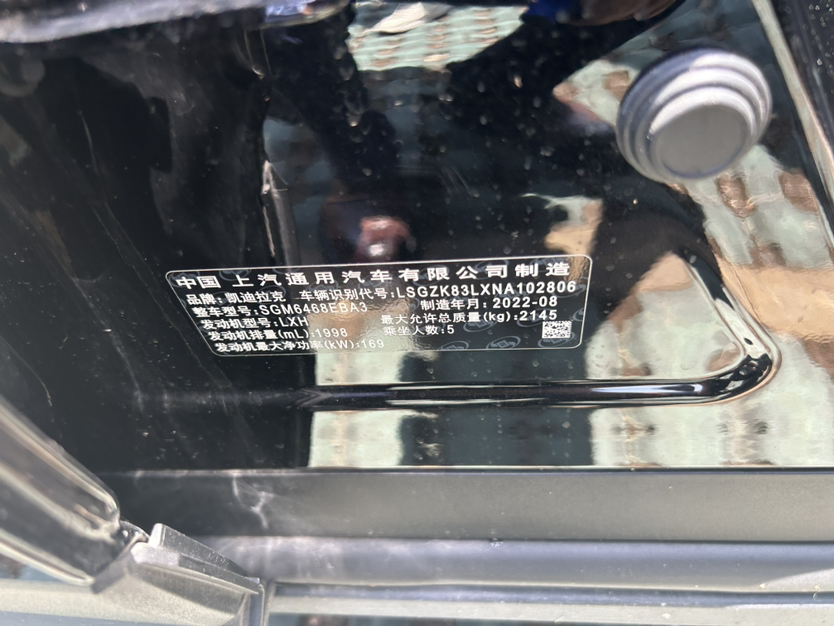 中国 上汽通用汽车有限公司制造
品牌: 凯迪拉克 车辆识别代号:LSGZK83LXNA102806
整车型号:SGM6468EBA3 制造年月:2022-08
发动机型号:LXH 最大允许总质量(kg):2145
发动机排量(mL):1998 乘坐人数:5
发动机最大净功率(kW):169